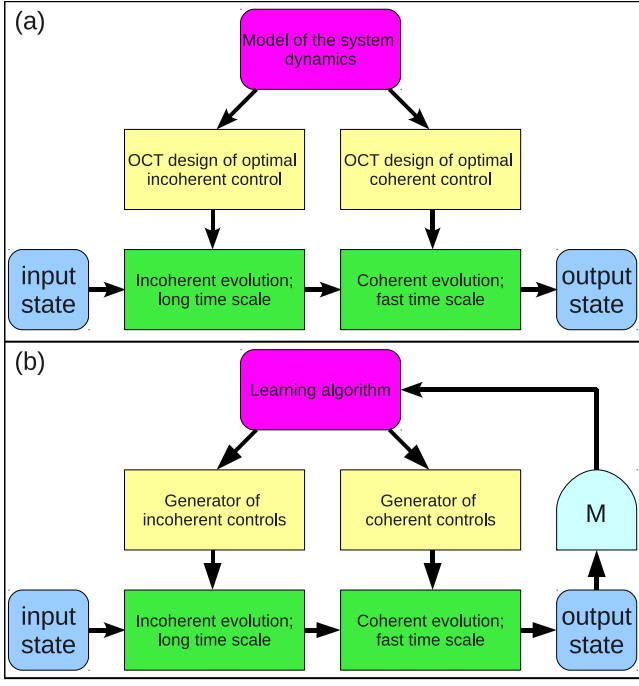 (a)
Model of the system
dynamics
OCT design of optimal
incoherent control
OCT design of optimal
coherent control
input
state
Incoherent evolution;
long time scale
Coherent evolution;
fast time scale
output
state
(b)
Learning algorithm
Generator of
incoherent controls
Generator of
coherent controls
M
input
state
Incoherent evolution;
long time scale
Coherent evolution;
fast time scale
output
state